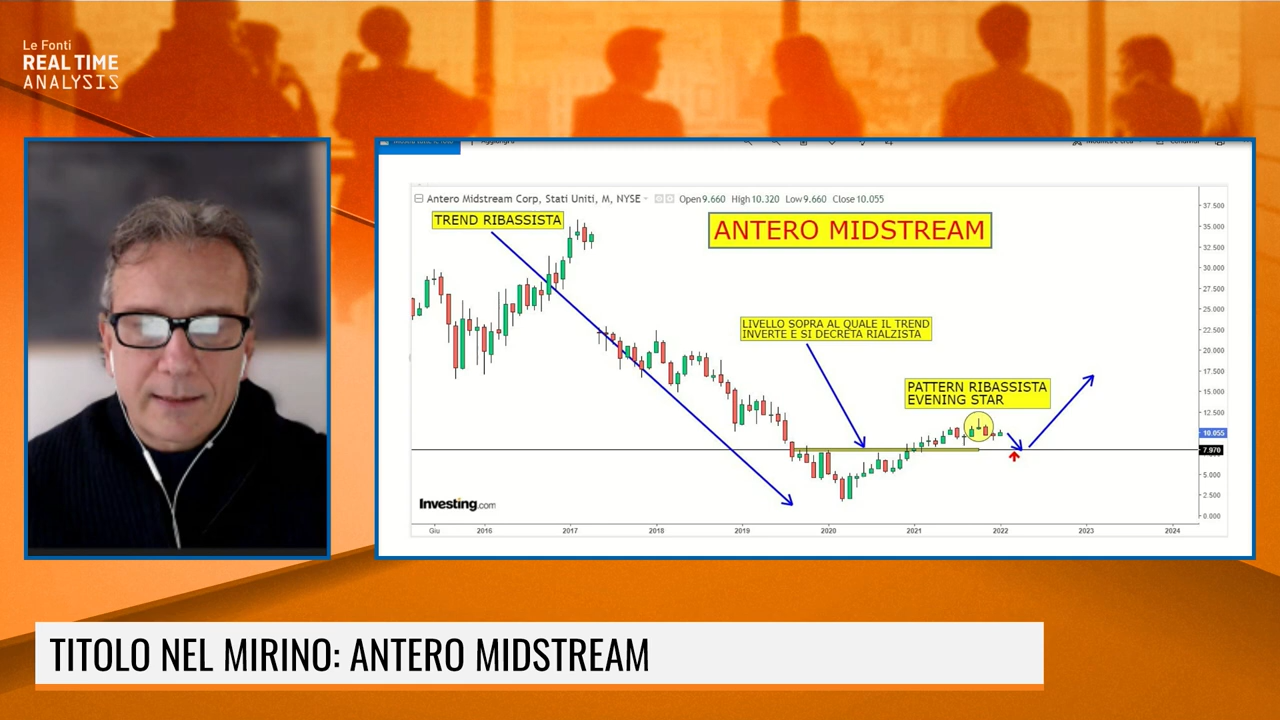 Le Fonti
REAL TIME
ANALYSIS
Antero Midstream Corp, Stati Uniti, M, NYSE Open 9.660 High 10.320 Low 9.660 Close 10.055
TREND RIBASSISTA
ANTERO MIDSTREAM
LIVELLO SOPRA AL QUALE IL TREND
INVERTE E SI DECRETA RIALZISTA
PATTERN RIBASSISTA
EVENING STAR
37.500
35.000
32.500
30.000
27.500
25.000
22.500
20.000
17.500
15.000
12.500
10.055
7.970
5.000
2.500
0.000
Investing.com
Giu 2016 2017 2018 2019 2020 2021 2022 2023 2024
TITOLO NEL MIRINO: ANTERO MIDSTREAM